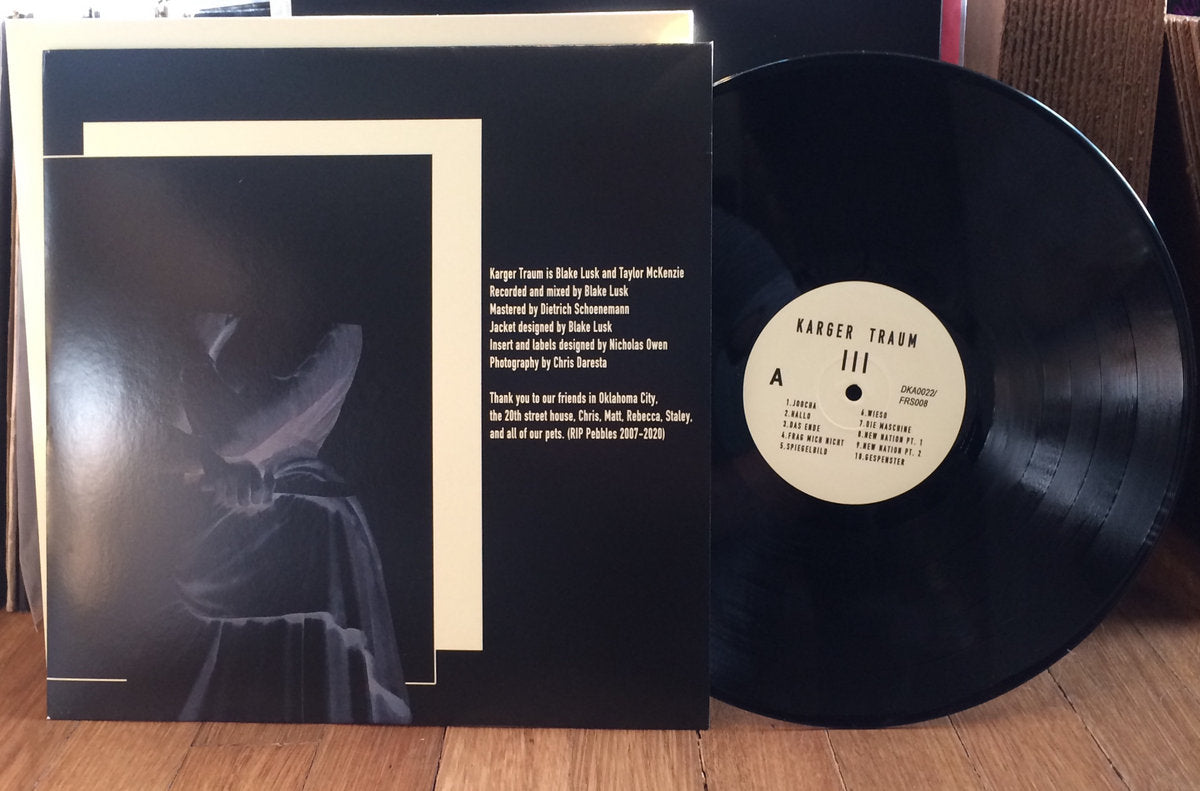 Karger Traum is Blake Lusk and Taylor McKenzie
Recorded and mixed by Blake Lusk
Mastered by Dietrich Schoenemann
Jacket designed by Blake Lusk
Insert and labels designed by Nicholas Owen
Photography by Chris Daresta
Thank you to our friends in Oklahoma City,
the 20th street house, Chris, Matt, Rebecca, Staley,
and all of our pets. (RIP Pebbles 2007-2020)
KARGER TRAUM
III
A
DKA0022/
FRS008
1.JOBCHA
2.HALLO
3.DAS ENDE
4.FRAG MICH NICHT
5.SPIEGELBILD
6.WIESO
7.DIE MASCHINE
8.NEW NATION PT. 1
9.NEW NATION PT. 2
10.GESPENSTER